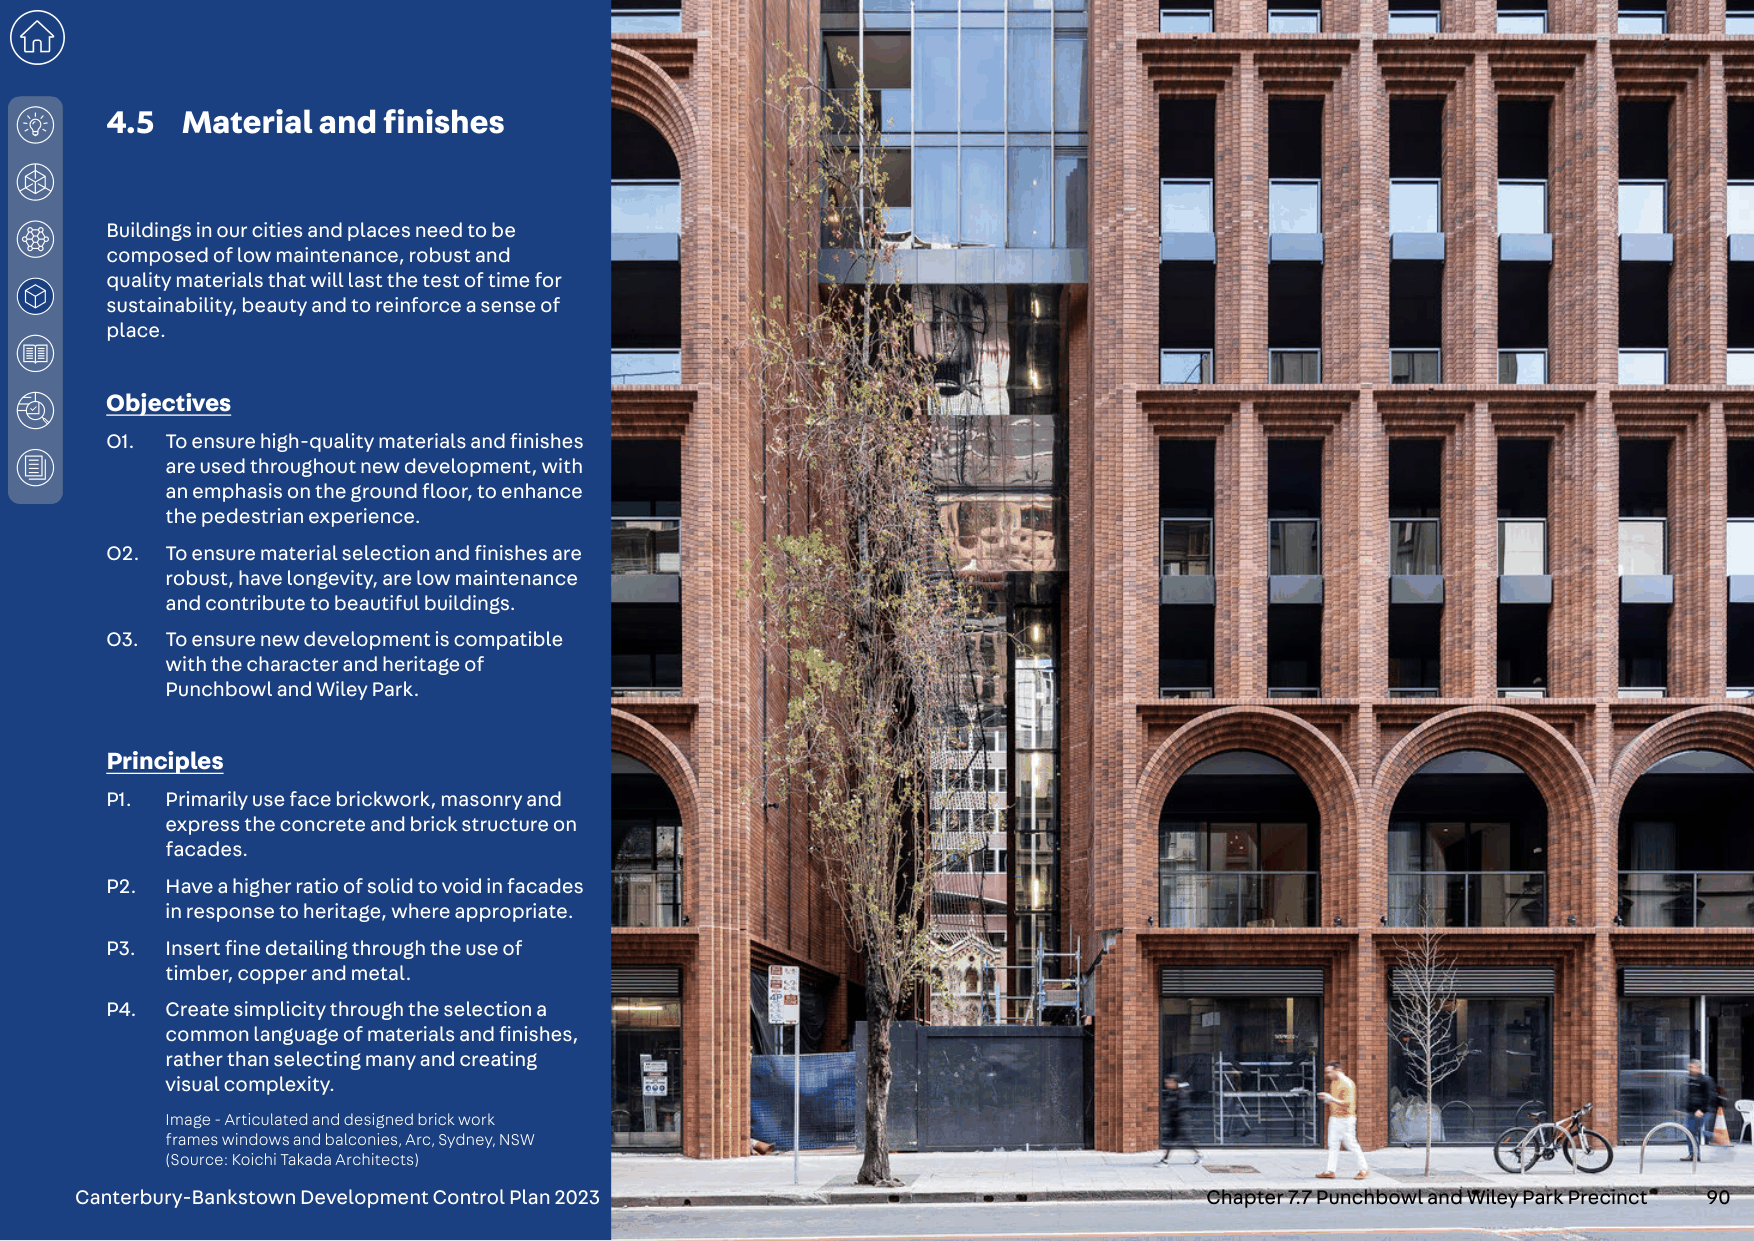 4.5 Material and finishes
Buildings in our cities and places need to be
composed of low maintenance, robust and
quality materials that will last the test of time for
sustainability, beauty and to reinforce a sense of
place.
Objectives
O1. To ensure high-quality materials and finishes
are used throughout new development, with
an emphasis on the ground floor, to enhance
the pedestrian experience.
O2. To ensure material selection and finishes are
robust, have longevity, are low maintenance
and contribute to beautiful buildings.
O3. To ensure new development is compatible
with the character and heritage of
Punchbowl and Wiley Park.
Principles
P1. Primarily use face brickwork, masonry and
express the concrete and brick structure on
facades.
P2. Have a higher ratio of solid to void in facades
in response to heritage, where appropriate.
P3. Insert fine detailing through the use of
timber, copper and metal.
P4. Create simplicity through the selection a
common language of materials and finishes,
rather than selecting many and creating
visual complexity.
Image - Articulated and designed brick work
frames windows and balconies, Arc, Sydney, NSW
(Source: Koichi Takada Architects)
4P
Canterbury-Bankstown Development Control Plan 2023
Chapter 7.7 Punchbowl and Wiley Park Precinct
90